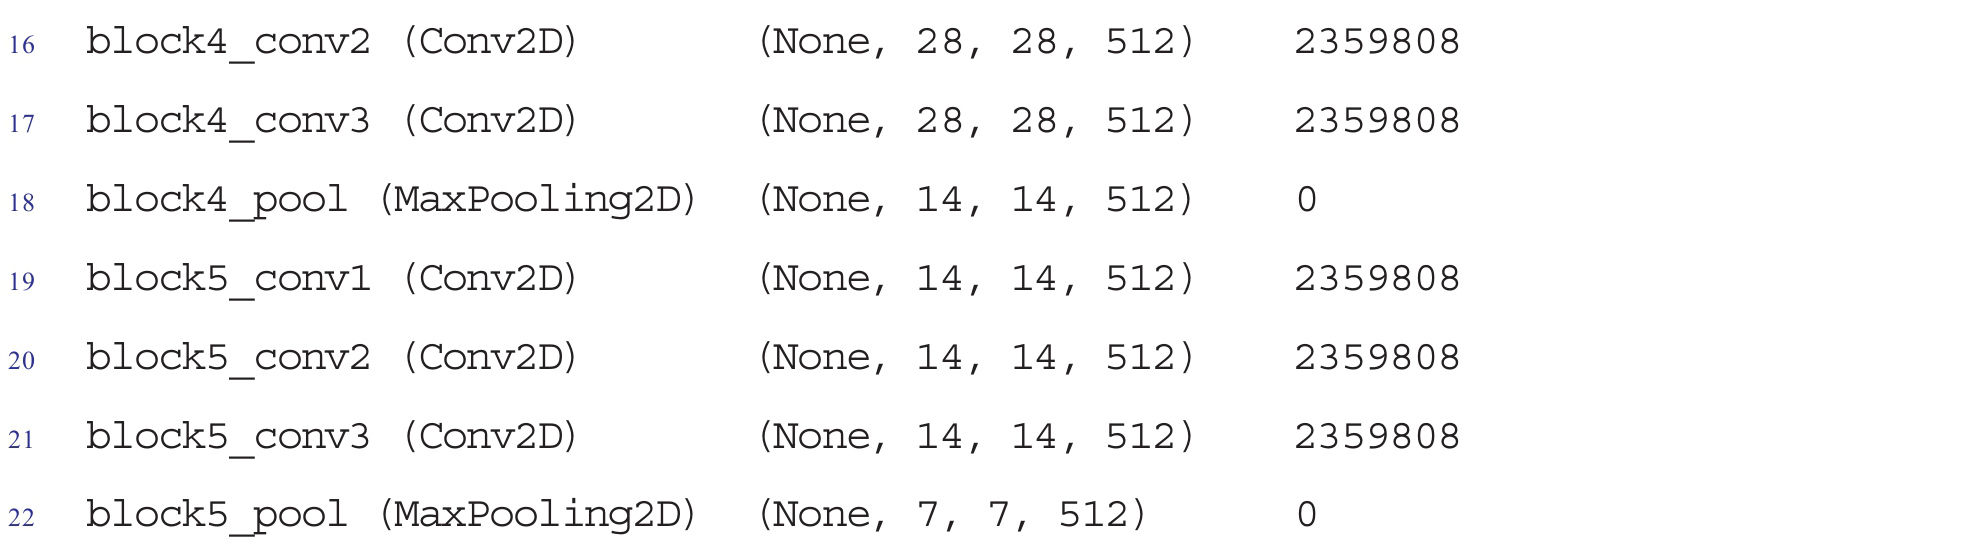 16 block4_conv2 (Conv2D) (None, 28, 28, 512) 2359808
17 block4_conv3 (Conv2D) (None, 28, 28, 512) 2359808
18 block4_pool (MaxPooling2D) (None, 14, 14, 512) 0
19 block5_conv1 (Conv2D) (None, 14, 14, 512) 2359808
20 block5_conv2 (Conv2D) (None, 14, 14, 512) 2359808
21 block5_conv3 (Conv2D) (None, 14, 14, 512) 2359808
22 block5_pool (MaxPooling2D) (None, 7, 7, 512) 0